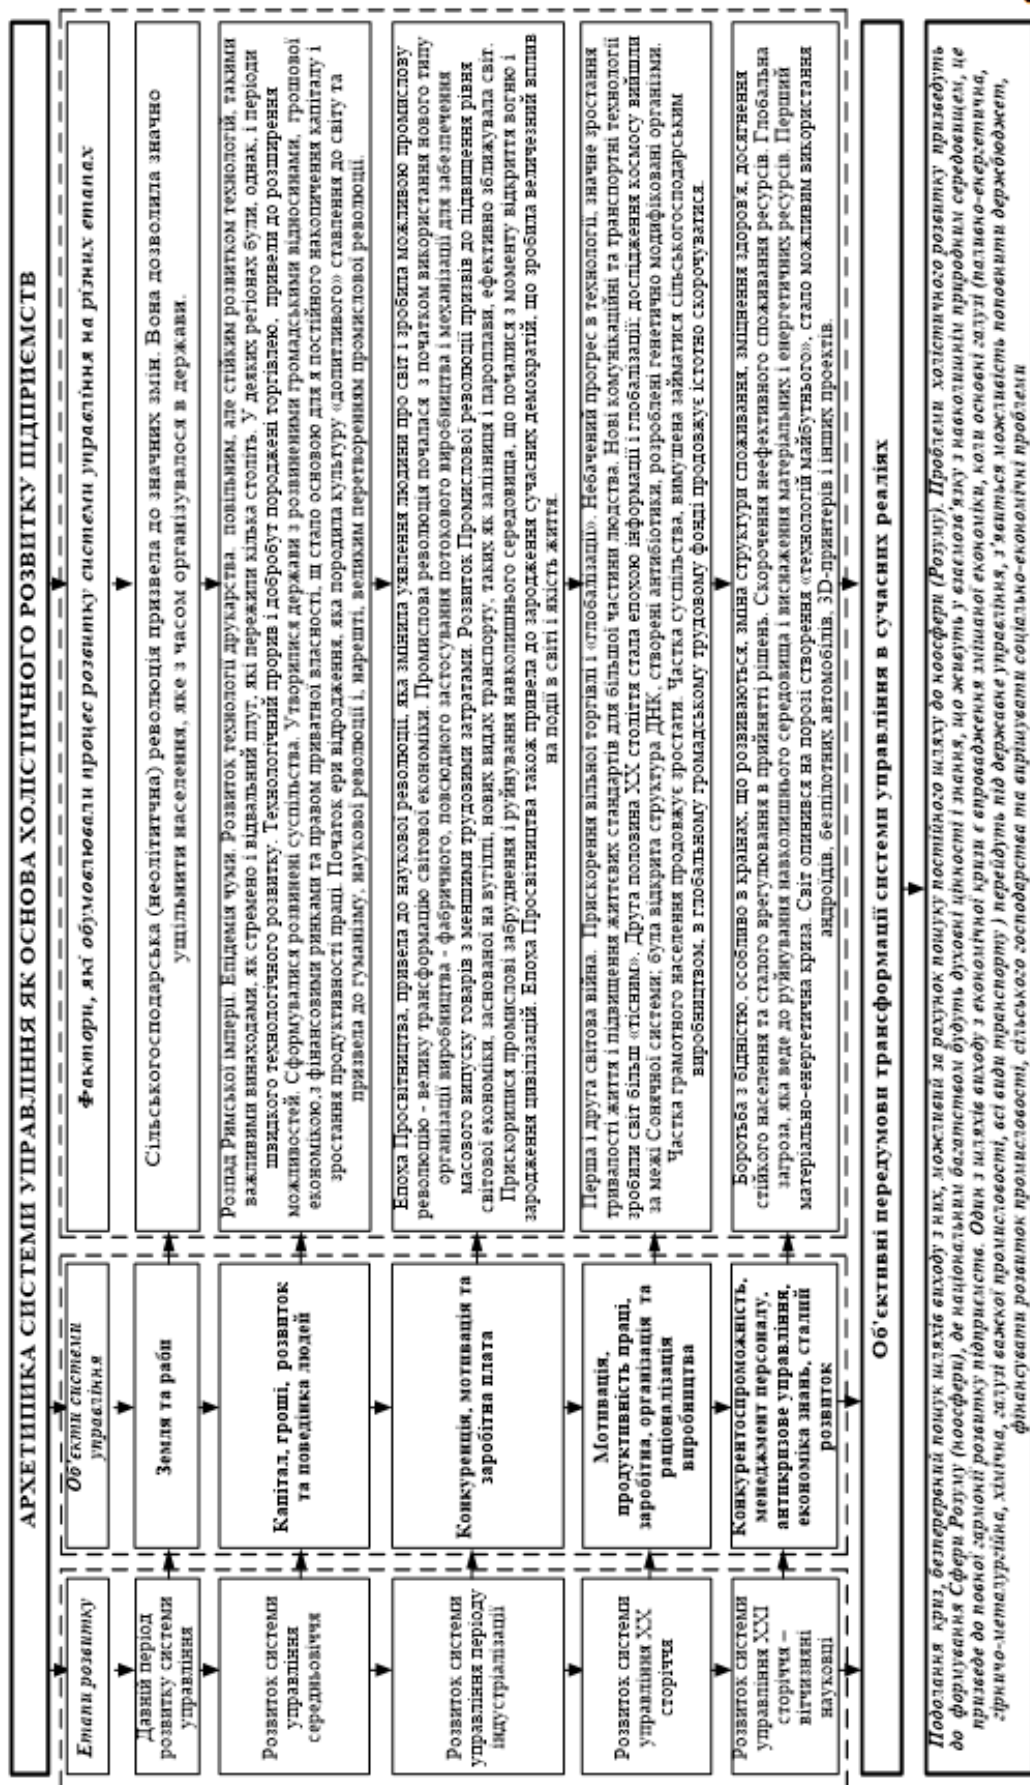 АРХЕТИПИКА СИСТЕМИ УПРАВЛІННЯ ЯК ОСНОВА ХОЛІСТИЧНОГО РОЗВИТКУ ПІДПРИЄМСТВ
Етапи розвитку
Об'єкти системи
управління
Фактори, які обумовлювали процес розвитку системи управління на різних етапах
Давній період
розвитку системи
управління
Земля та раби
Сільськогосподарська (неолітична) революція призвела до значних змін. Вона дозволила значно
ущільнити населення, яке з часом організувалося в держави.
Розвиток системи
управління
середньовіччя
Капітал, гроші, розвиток
та поведінка людей
Розпад Римської імперії. Епідемія чуми. Розвиток технології друкарства, повільним, але стійким розвитком технологій, такими
важливими винаходами, як стремено і відвальний плуг, які пережили кілька століть. У деяких регіонах були, однак, і періоди
швидкого технологічного розвитку. Технологічний прорив і добробут породжені торгівлею, привели до розширення
можливостей. Сформувалися розвинені суспільства. Утворилися держави з розвиненими громадськими відносинами, грошової
економікою,з фінансовими ринками та правом приватної власності, щ стало основою для я постійного накопичення капіталу і
зростання продуктивності праці. Початок ери відродження, яка породила культуру «допитливого» ставлення до світу та
призвела до гуманізму, наукової революції і, нарешті, великим перетворенням промислової революції.
Розвиток системи
управління періоду
індустріалізації
Конкуренція, мотивація та
заробітна плата
Епоха Просвітництва, привела до наукової революції, яка змінила уявлення людини про світ і зробила можливою промислову
революцію - велику трансформацію світової економіки. Промислова революція почалася з початком використання нового типу
організації виробництва - фабричного, повсюдного застосування потокового виробництва і механізації для забезпечення
масового випуску товарів з меншими трудовими затратами. Розвиток Промислової революції призвів до підвищення рівня
світової економіки, заснованої на вугіллі, нових видах транспорту, таких як залізниця і пароплави, ефективно зближувала світ.
Прискорилися промислові забруднення і руйнування навколишнього середовища, що почалися з моменту відкриття вогню і
зародження цивілізацій. Епоха Просвітництва також привела до зародження сучасних демократій, що зробила величезний вплив
на події в світі і якість життя.
Розвиток системи
управління ХХ
сторіччя
Мотивація,
продуктивність праці,
заробітна, організація та
раціоналізація
виробництва
Перша і друга світова війна. Прискорення вільної торгівлі і «глобалізації». Небачений прогрес в технології, значне зростання
тривалості життя і підвищення життєвих стандартів для більшої частини людства. Нові комунікаційні та транспортні технології
зробили світ більш «тісним». Друга половина ХХ століття стала епохою інформації і глобалізації: дослідження космосу вийшли
за межі Сонячної системи; була відкрита структура ДНК, створені антибіотики, розроблені генетично модифіковані організми.
Частка грамотного населення продовжує зростати. Частка суспільства, вимушена займатися сільськогосподарським
виробництвом, в глобальному громадському трудовому фонді продовжує істотно скорочуватися.
Розвиток системи
управління ХХІ
сторіччя –
вітчизняні
науковці
Конкурентоспроможність,
менеджмент персоналу,
антикризове управління,
економіка знань, сталий
розвиток
Боротьба з бідністю, особливо в країнах, що розвиваються, зміна структури споживання, зміцнення здоров'я, досягнення
стійкого населення та сталого врегулювання в прийнятті рішень. Скорочення неефективного споживання ресурсів. Глобальна
загроза, яка веде до руйнування навколишнього середовища і виснаження матеріальних і енергетичних ресурсів. Перший
матеріально-енергетична криза. Світ опинився на порозі створення «технологій майбутнього», стало можливим використання
андроїдів, безпілотних автомобілів, 3D-принтерів і інших проектів.
Об'єктивні передумови трансформації системи управління в сучасних реаліях
Подолання криз, безперервний пошук шляхів виходу з них, можливий за рахунок пошуку постійного шляху до ноосфери (Розуму). Проблеми холістичного розвитку призведуть
до формування Сфери Розуму (ноосфери), де національним багатством будуть духовні цінності і знання, що живуть у взаємозв'язку з навколишнім природним середовищем, це
призведе до повної гармонії розвитку підприємств. Один з шляхів виходу з економічної кризи є впровадження змішаної економіки, коли основні галузі (паливно-енергетична,
гірничо-металургійна, хімічна, галузі важкої промисловості, всі види транспорту ) перейдуть під державне управління, з'явиться можливість поповнити держбюджет,
фінансувати розвиток промисловості, сільського господарства та вирішувати соціально-економічні проблеми